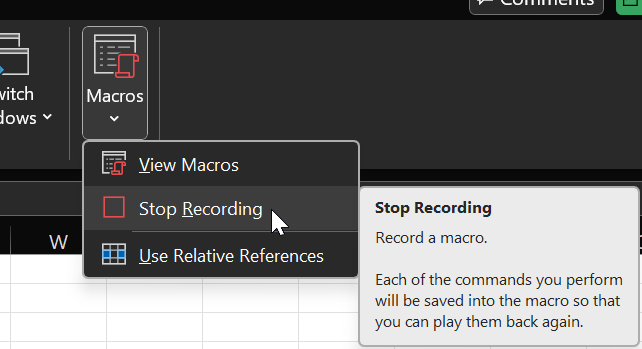 Comments
witch
dows
Macros
View Macros
Stop Recording
Use Relative References
W
Stop Recording
Record a macro.
Each of the commands you perform
will be saved into the macro so that
you can play them back again.